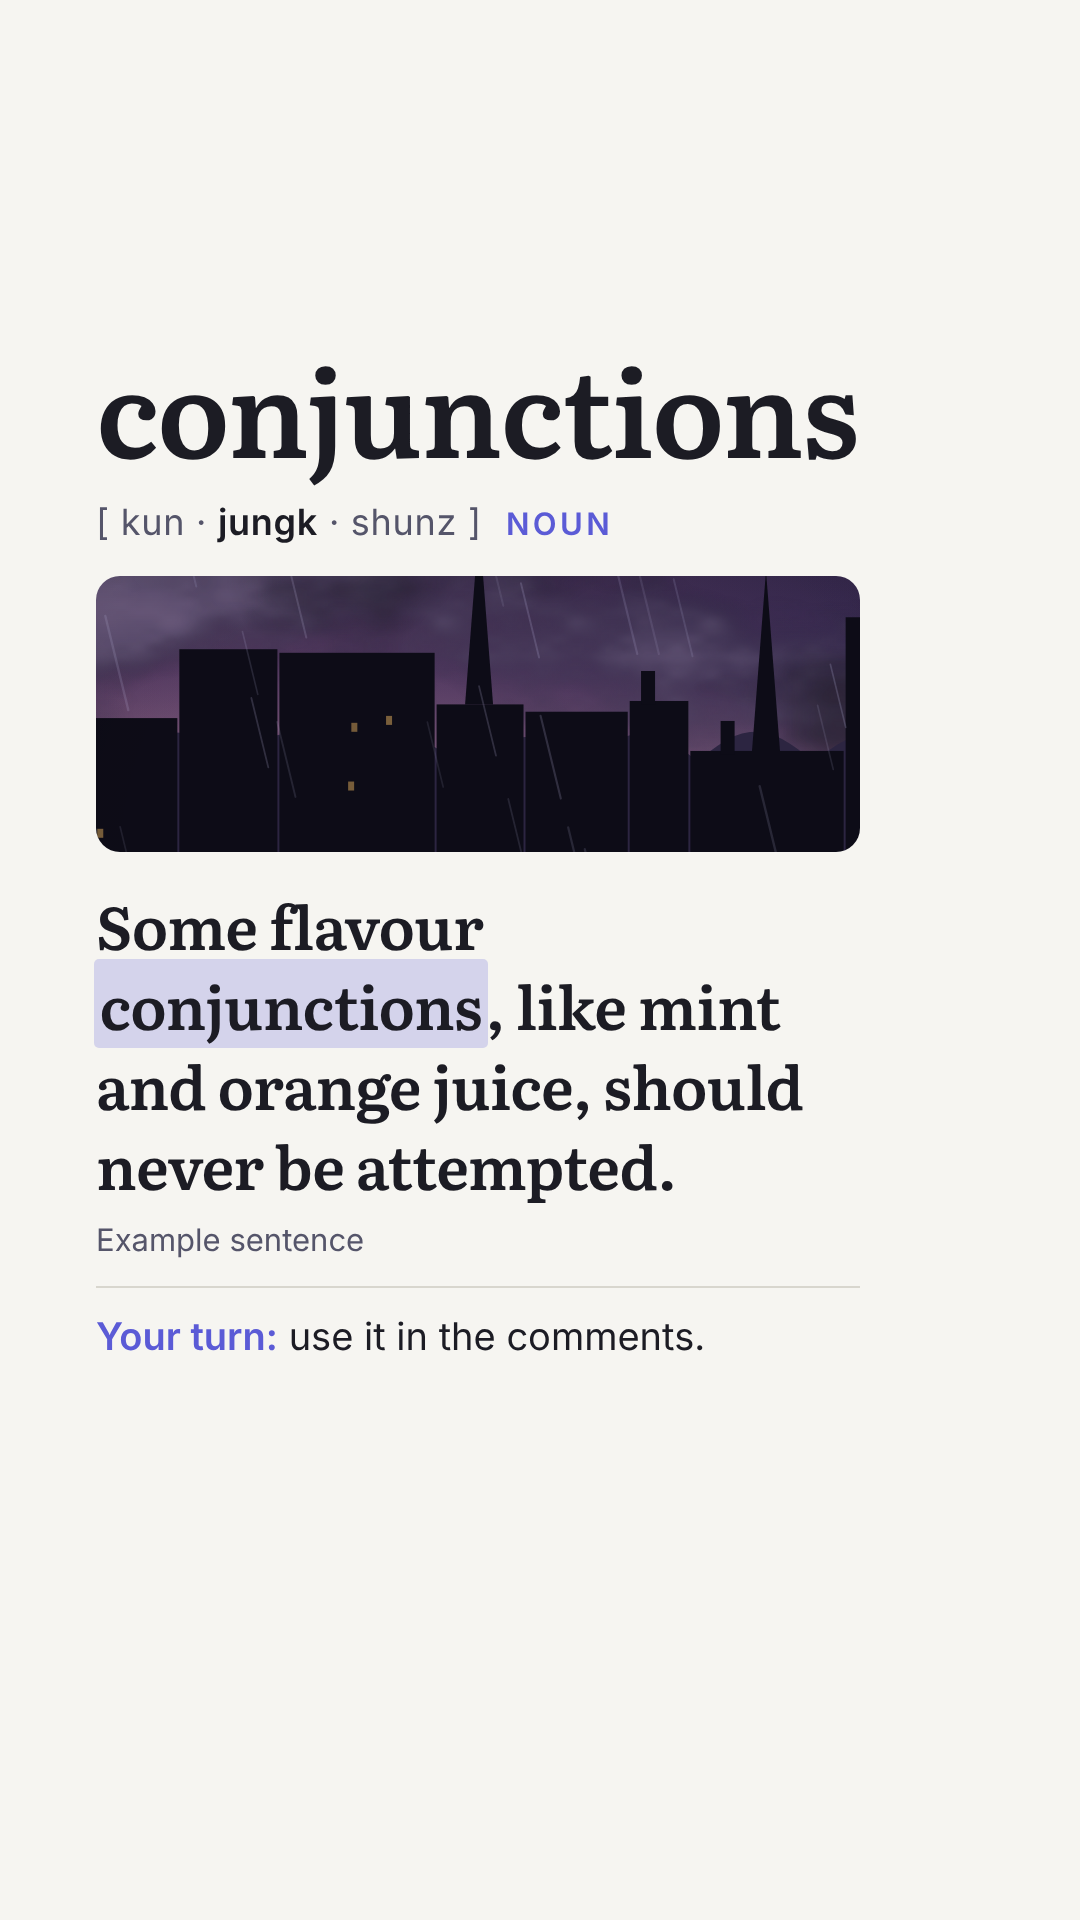 conjunctions
[ kun · jungk · shunz ] NOUN
Some flavour
conjunctions, like mint
and orange juice, should
never be attempted.
Example sentence
Your turn: use it in the comments.